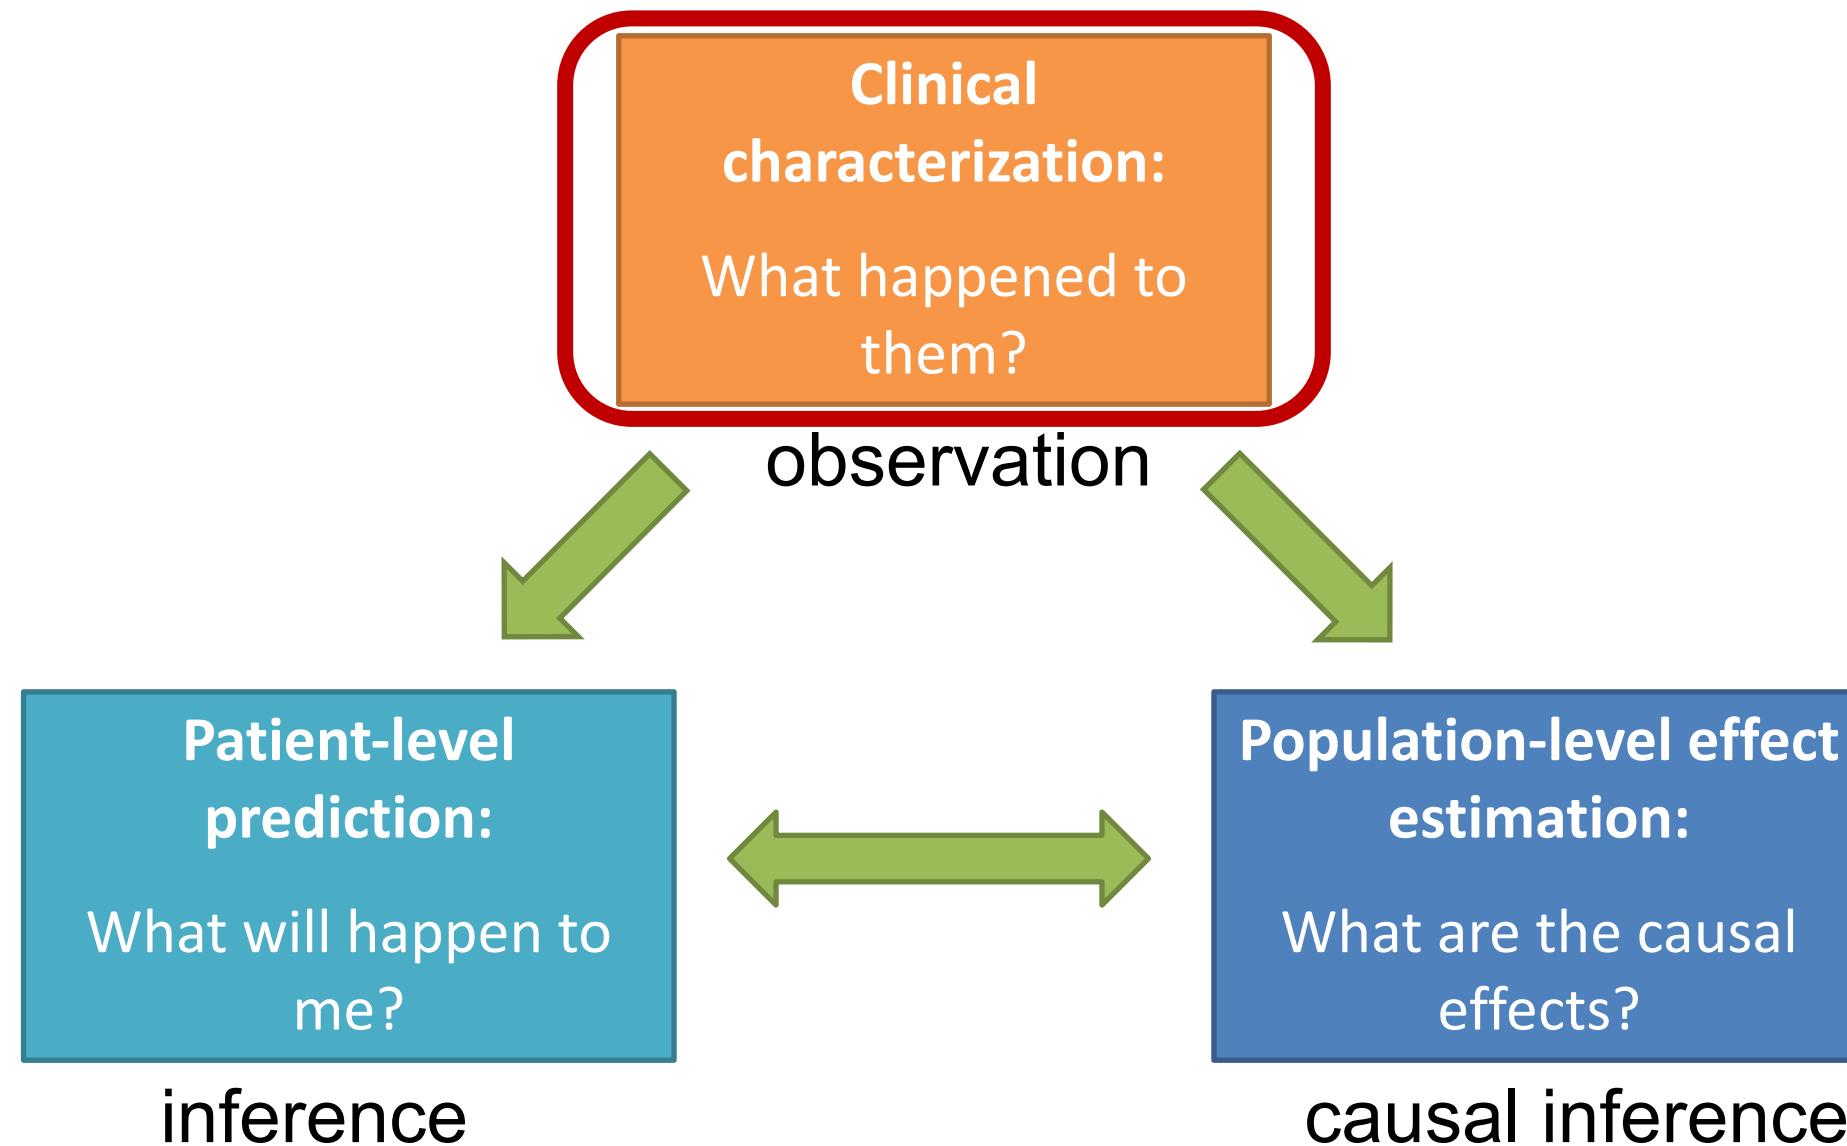 Clinical
characterization:
What happened to
them?
observation
Patient-level
prediction:
What will happen to
me?
inference
Population-level effect
estimation:
What are the causal
effects?
causal inference